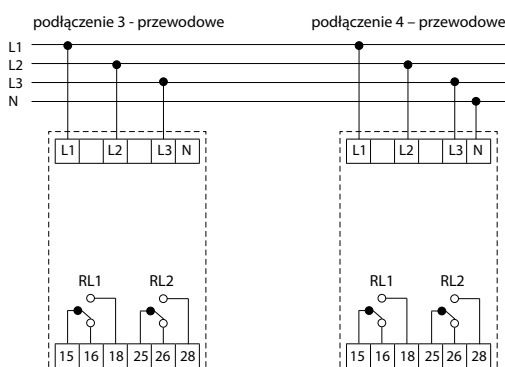 podłączenie 3 - przewodowe podłączenie 4 – przewodowe
L1
L2
L3
N
L1 L2 L3 N L1 L2 L3 N
RL1 RL2 RL1 RL2
15 16 18 25 26 28 15 16 18 25 26 28